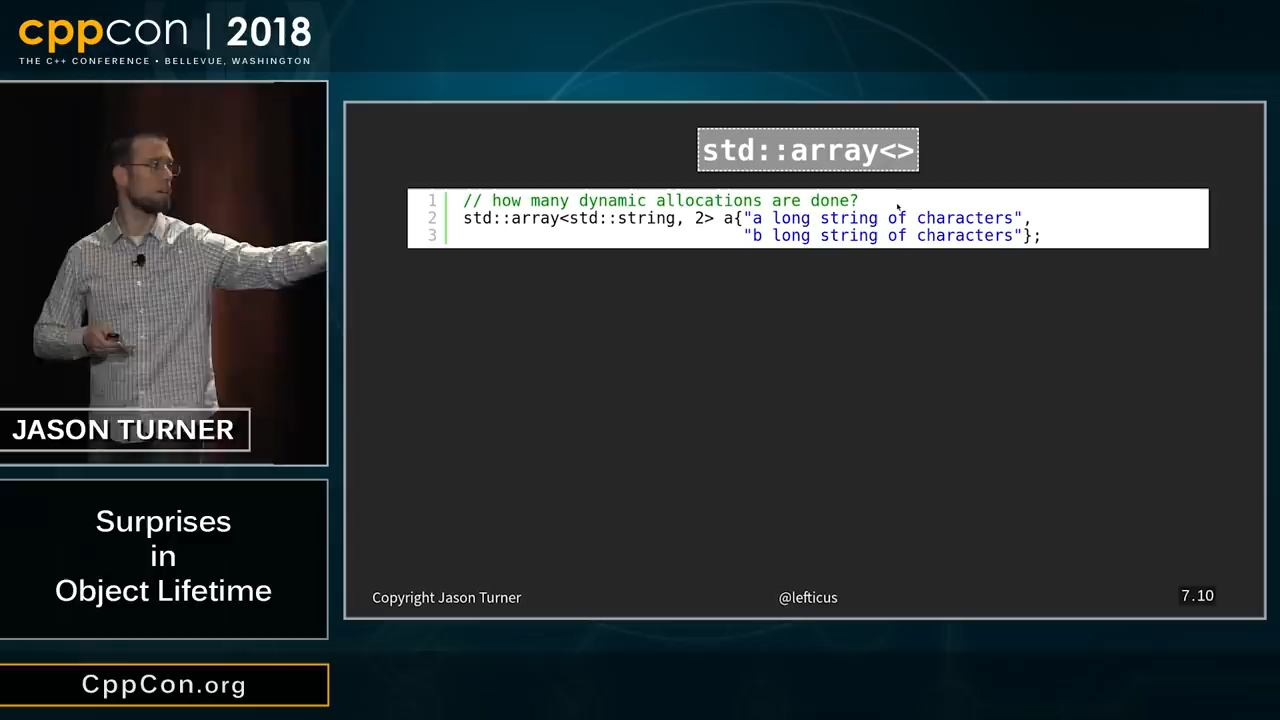 cppcon | 2018
THE C++ CONFERENCE • BELLEVUE, WASHINGTON
JASON TURNER
Surprises
in
Object Lifetime
CppCon.org
std::array<>
1 // how many dynamic allocations are done?
2 std::array<std::string, 2> a{"a long string of characters",
3 "b long string of characters"};
Copyright Jason Turner
@lefticus
7.10